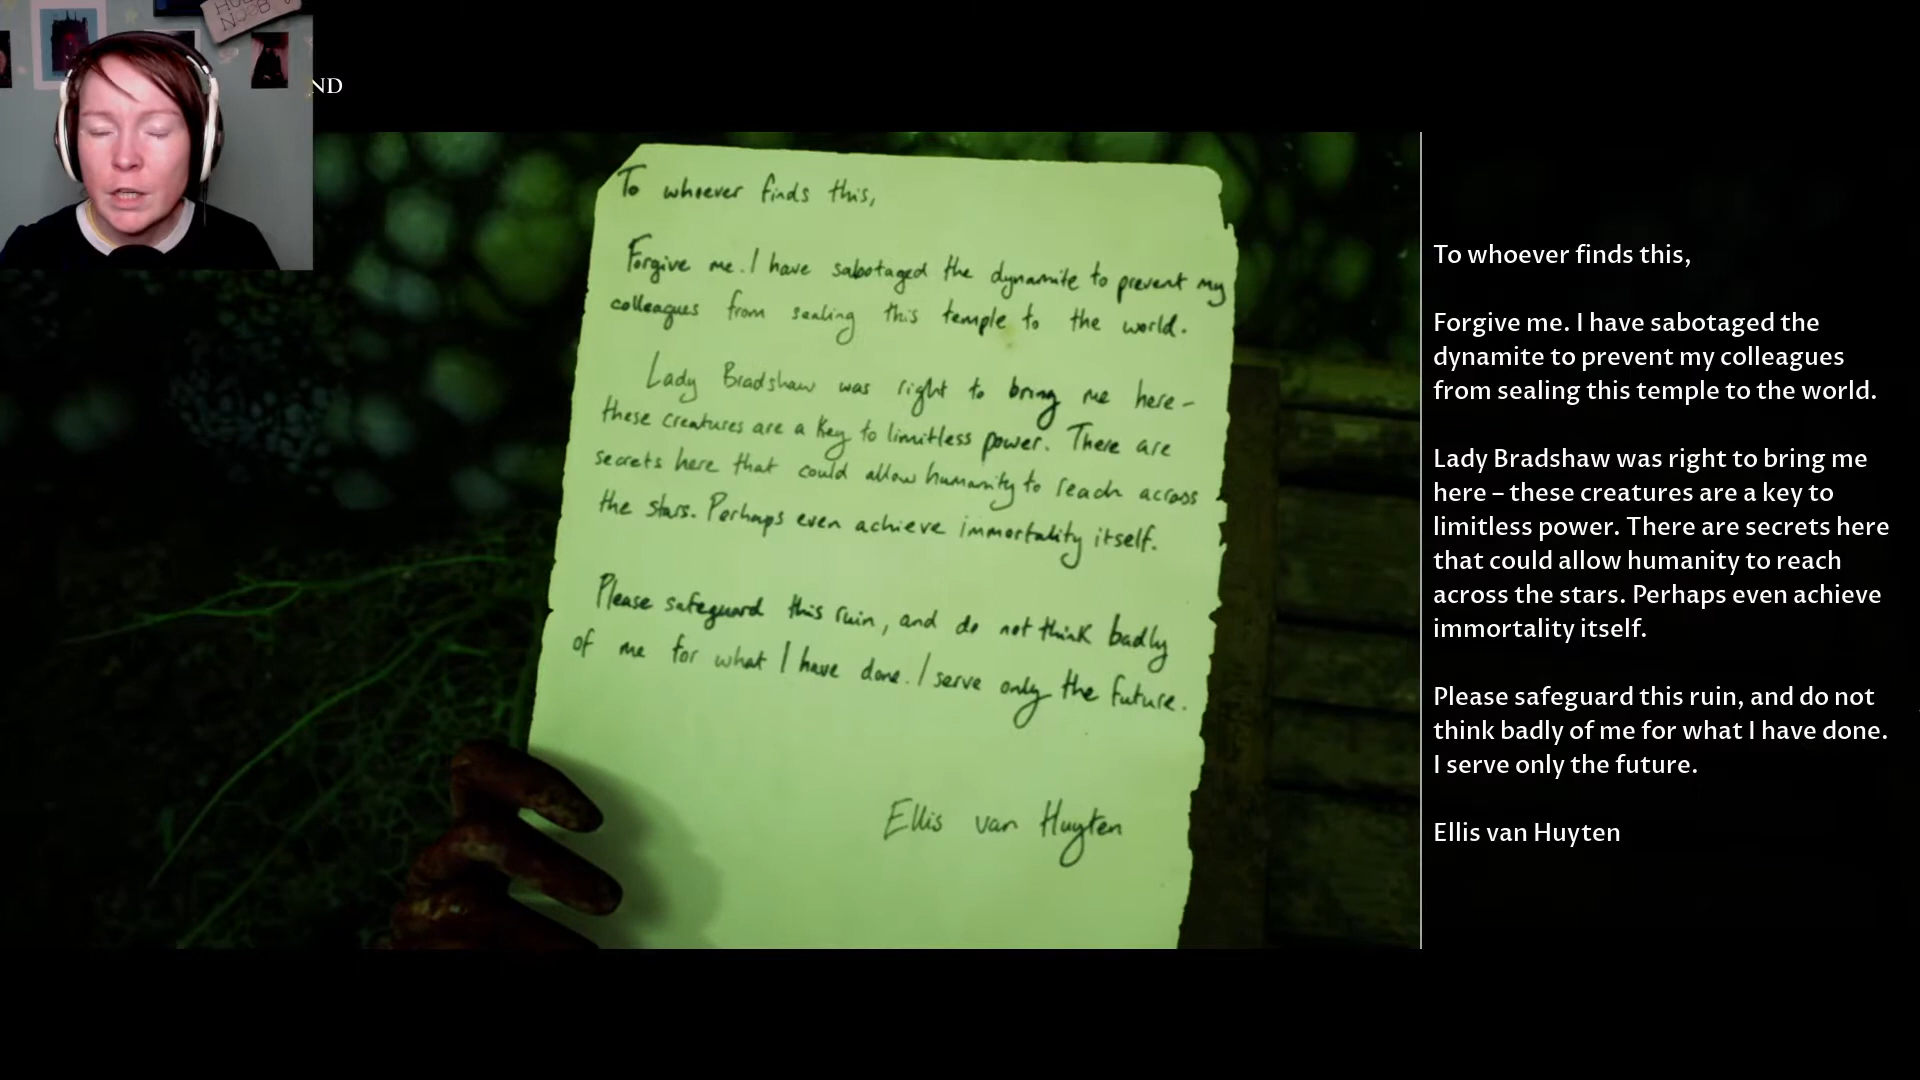 ND
To whoever finds this,
Forgive me. I have sabotaged the dynamite to prevent my
colleagues from sealing this temple to the world.
Lady Bradshaw was right to bring me here –
these creatures are a key to limitless power. There are
secrets here that could allow humanity to reach across
the stars. Perhaps even achieve immortality itself.
Please safeguard this ruin, and do not think badly
of me for what I have done. I serve only the future.
Ellis van Huyten
To whoever finds this,
Forgive me. I have sabotaged the
dynamite to prevent my colleagues
from sealing this temple to the world.
Lady Bradshaw was right to bring me
here – these creatures are a key to
limitless power. There are secrets here
that could allow humanity to reach
across the stars. Perhaps even achieve
immortality itself.
Please safeguard this ruin, and do not
think badly of me for what I have done.
I serve only the future.
Ellis van Huyten